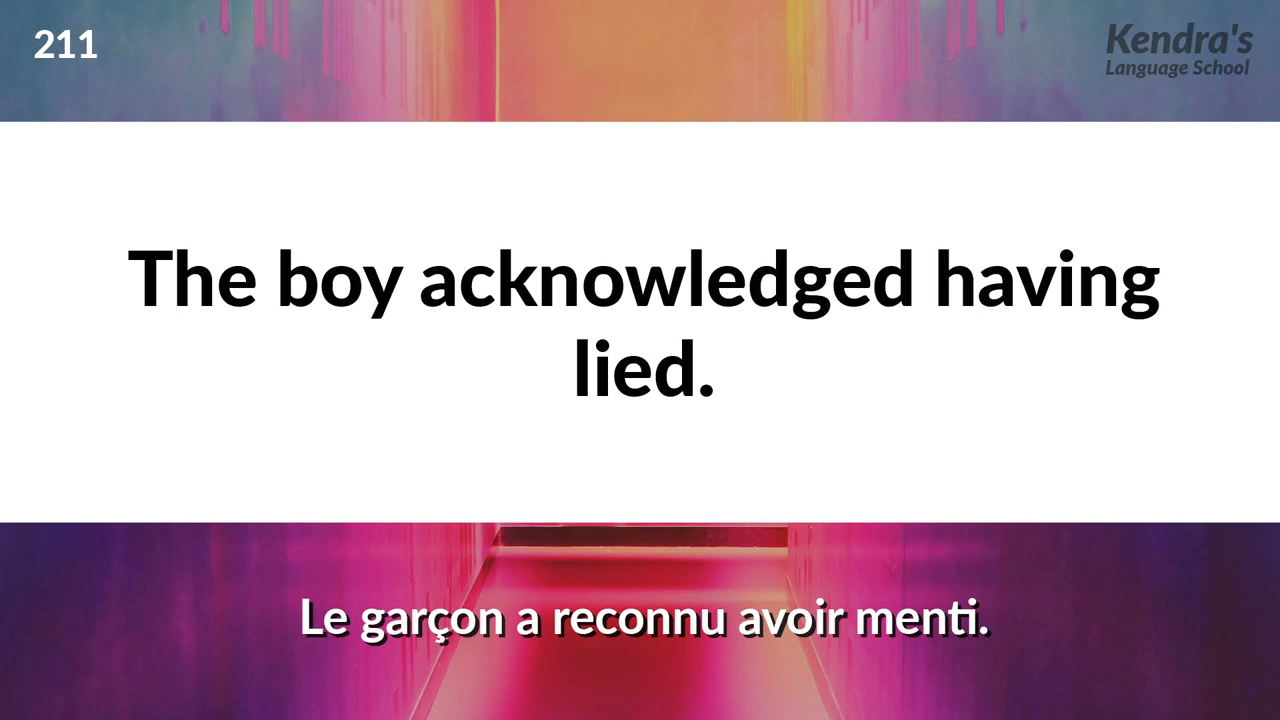 211
Kendra's
Language School
The boy acknowledged having
lied.
Le garçon a reconnu avoir menti.